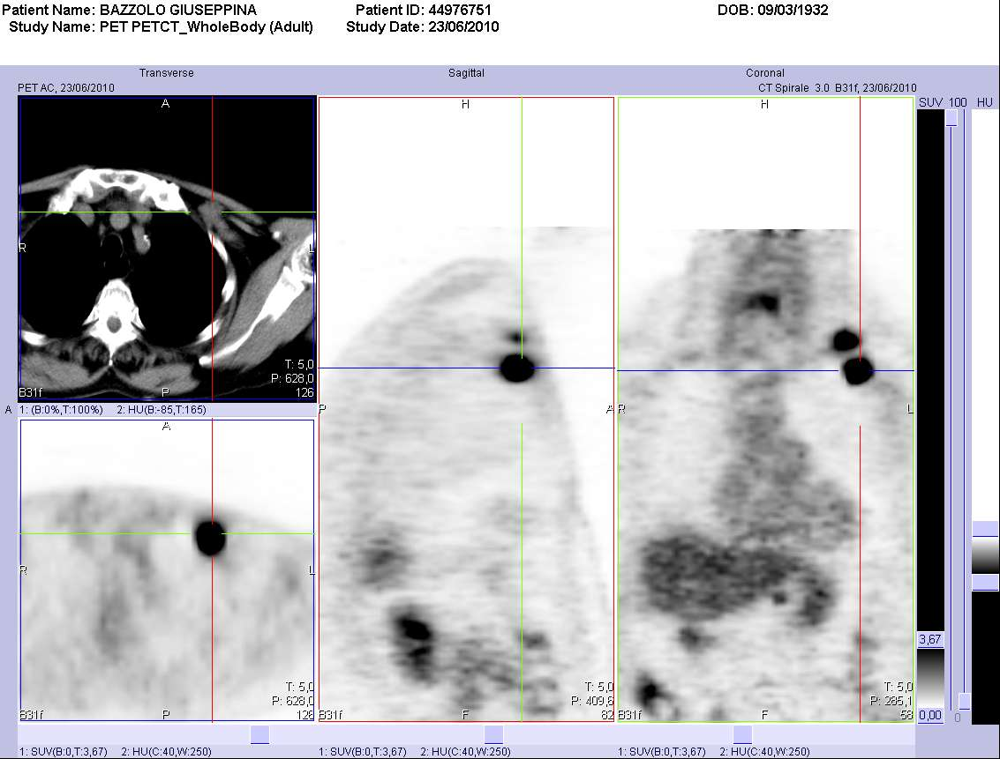 Patient Name: BAZZOLO GIUSEPPINA Patient ID: 44976751 DOB: 09/03/1932
Study Name: PET PETCT_WholeBody (Adult) Study Date: 23/06/2010
Transverse Sagittal Coronal
PET AC, 23/06/2010 CT Spirale 3.0 B31f, 23/06/2010
SUV 100 HU
A H H
R L
T: 5,0
P: 628,0
B31f P 126
A 1: (B:0%,T:100%) 2: HU(B:-85,T:165)
P A R L
A
R L
3,67
T: 5,0 T: 5,0 T: 5,0
P: 628,0 P: 409,6 P: 285,1
B31f P 126 B31f F 82 B31f F 58 0,00 0
1: SUV(B:0,T:3,67) 2: HU(C:40,W:250) 1: SUV(B:0,T:3,67) 2: HU(C:40,W:250) 1: SUV(B:0,T:3,67) 2: HU(C:40,W:250)